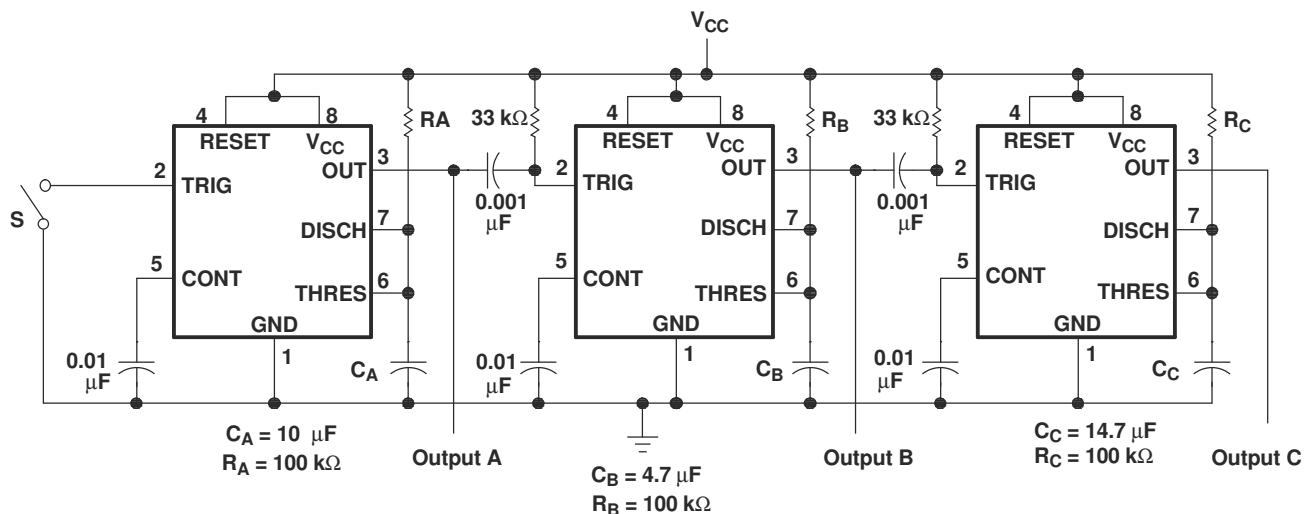 VCC
4
8
RESET
VCC
3
OUT
2
TRIG
7
DISCH
5
CONT
6
THRES
GND
1
S
0.01
μF
RA
CA
CA = 10 μF
RA = 100 kΩ
33 kΩ
0.001
μF
Output A
4
8
RESET
VCC
3
OUT
2
TRIG
7
DISCH
5
CONT
6
THRES
GND
1
0.01
μF
RB
CB
CB = 4.7 μF
RB = 100 kΩ
33 kΩ
0.001
μF
Output B
4
8
RESET
VCC
3
OUT
2
TRIG
7
DISCH
5
CONT
6
THRES
GND
1
0.01
μF
RC
CC
CC = 14.7 μF
RC = 100 kΩ
Output C